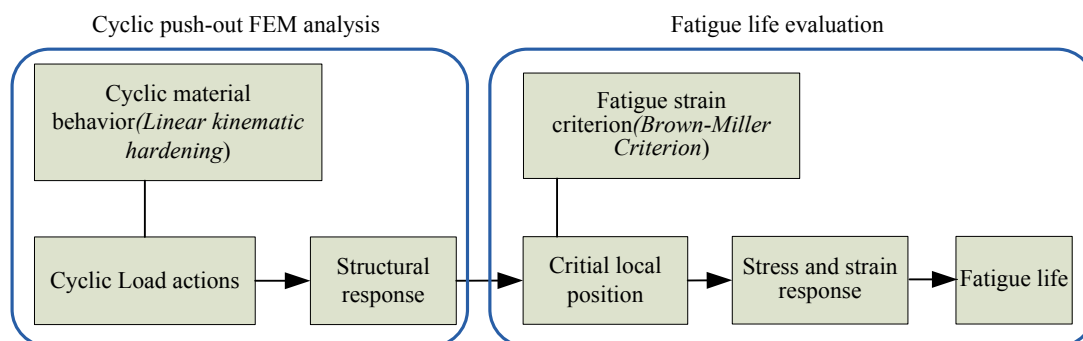 Cyclic push-out FEM analysis
Cyclic material
behavior(Linear kinematic
hardening)
Cyclic Load actions
Structural
response
Fatigue life evaluation
Fatigue strain
criterion(Brown-Miller
Criterion)
Critial local
position
Stress and strain
response
Fatigue life